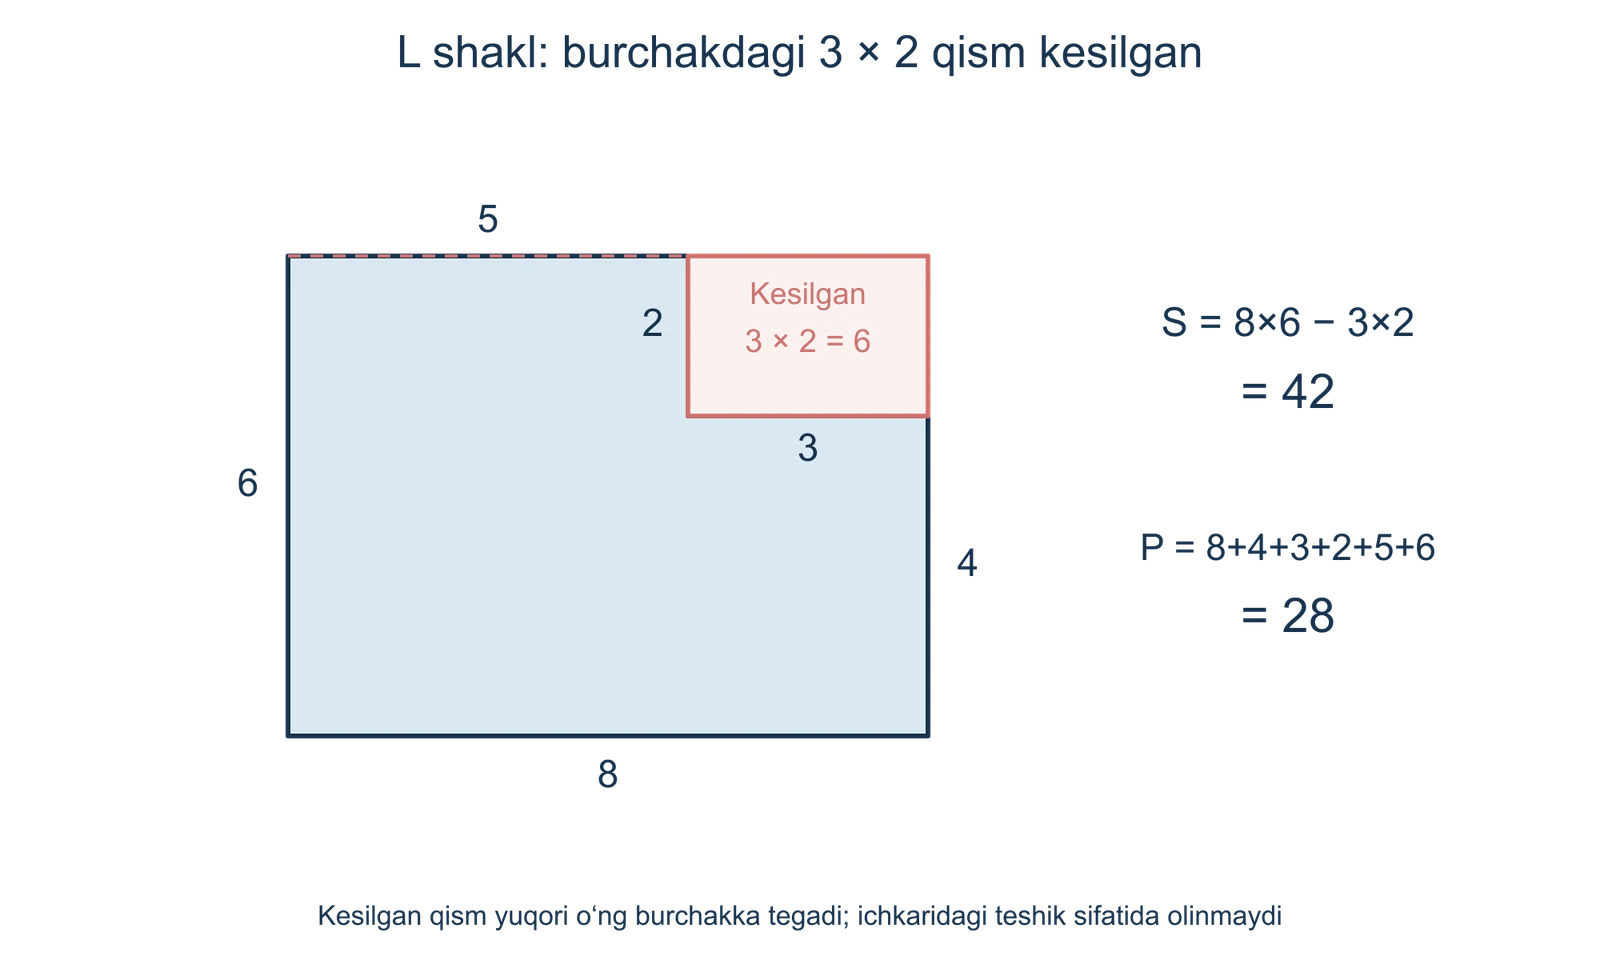 L shakl: burchakdagi 3 × 2 qism kesilgan
5
Kesilgan
2
3 × 2 = 6
3
6
4
8
S = 8×6 − 3×2
= 42
P = 8+4+3+2+5+6
= 28
Kesilgan qism yuqori o‘ng burchakka tegadi; ichkaridagi teshik sifatida olinmaydi